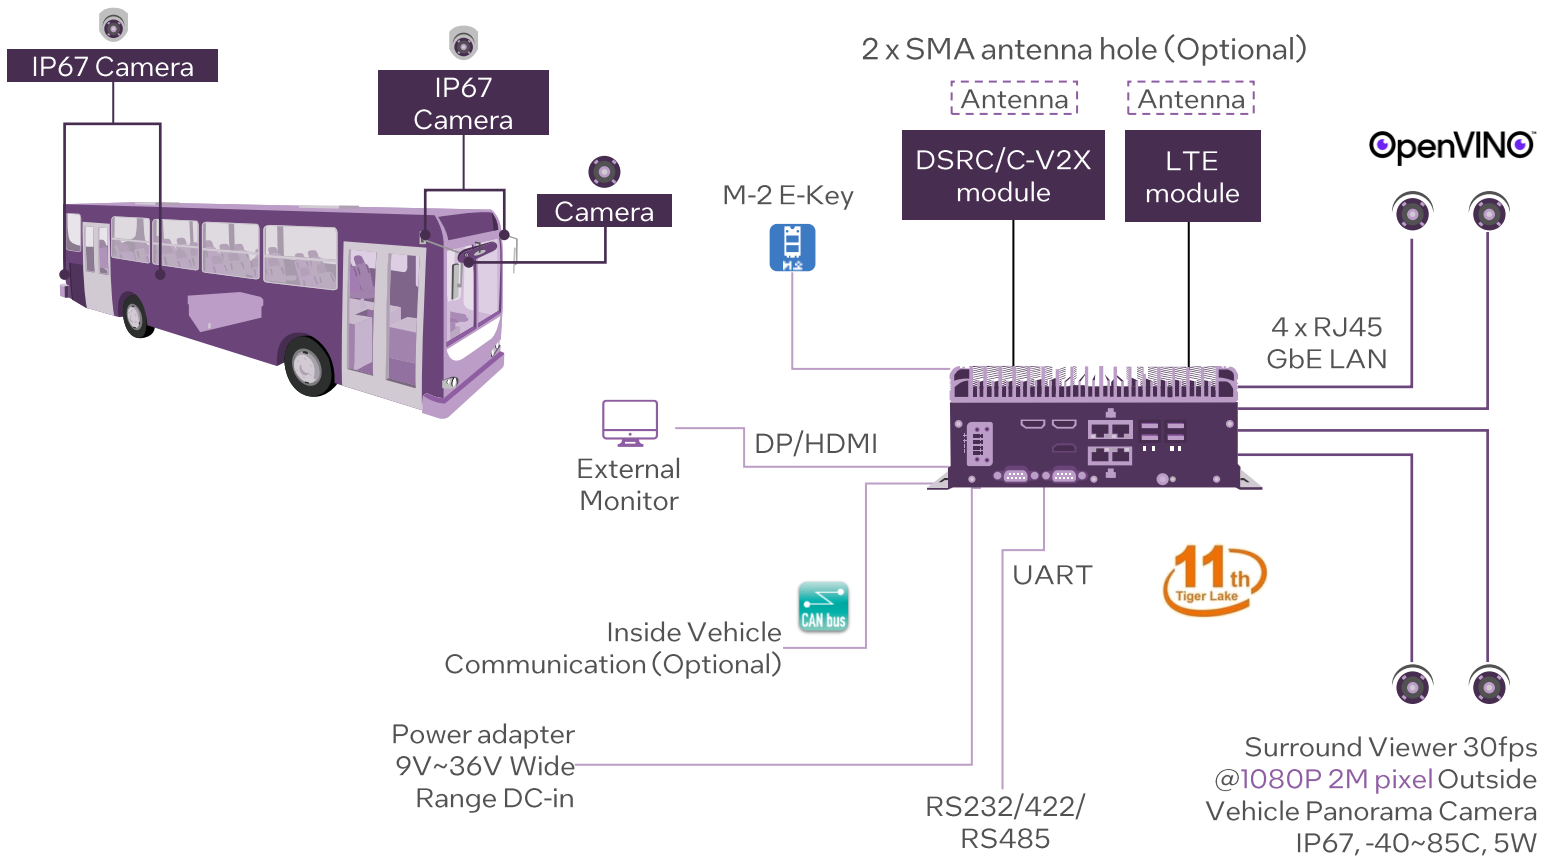 IP67 Camera
IP67
Camera
Camera
2 x SMA antenna hole (Optional)
Antenna
Antenna
DSRC/C-V2X
module
LTE
module
OpenVINO™
M-2 E-Key
M.2
4 x RJ45
GbE LAN
External
Monitor
DP/HDMI
UART
11th
Tiger Lake
CAN bus
Inside Vehicle
Communication (Optional)
Power adapter
9V~36V Wide
Range DC-in
RS232/422/
RS485
Surround Viewer 30fps
@1080P 2M pixel Outside
Vehicle Panorama Camera
IP67, -40~85C, 5W